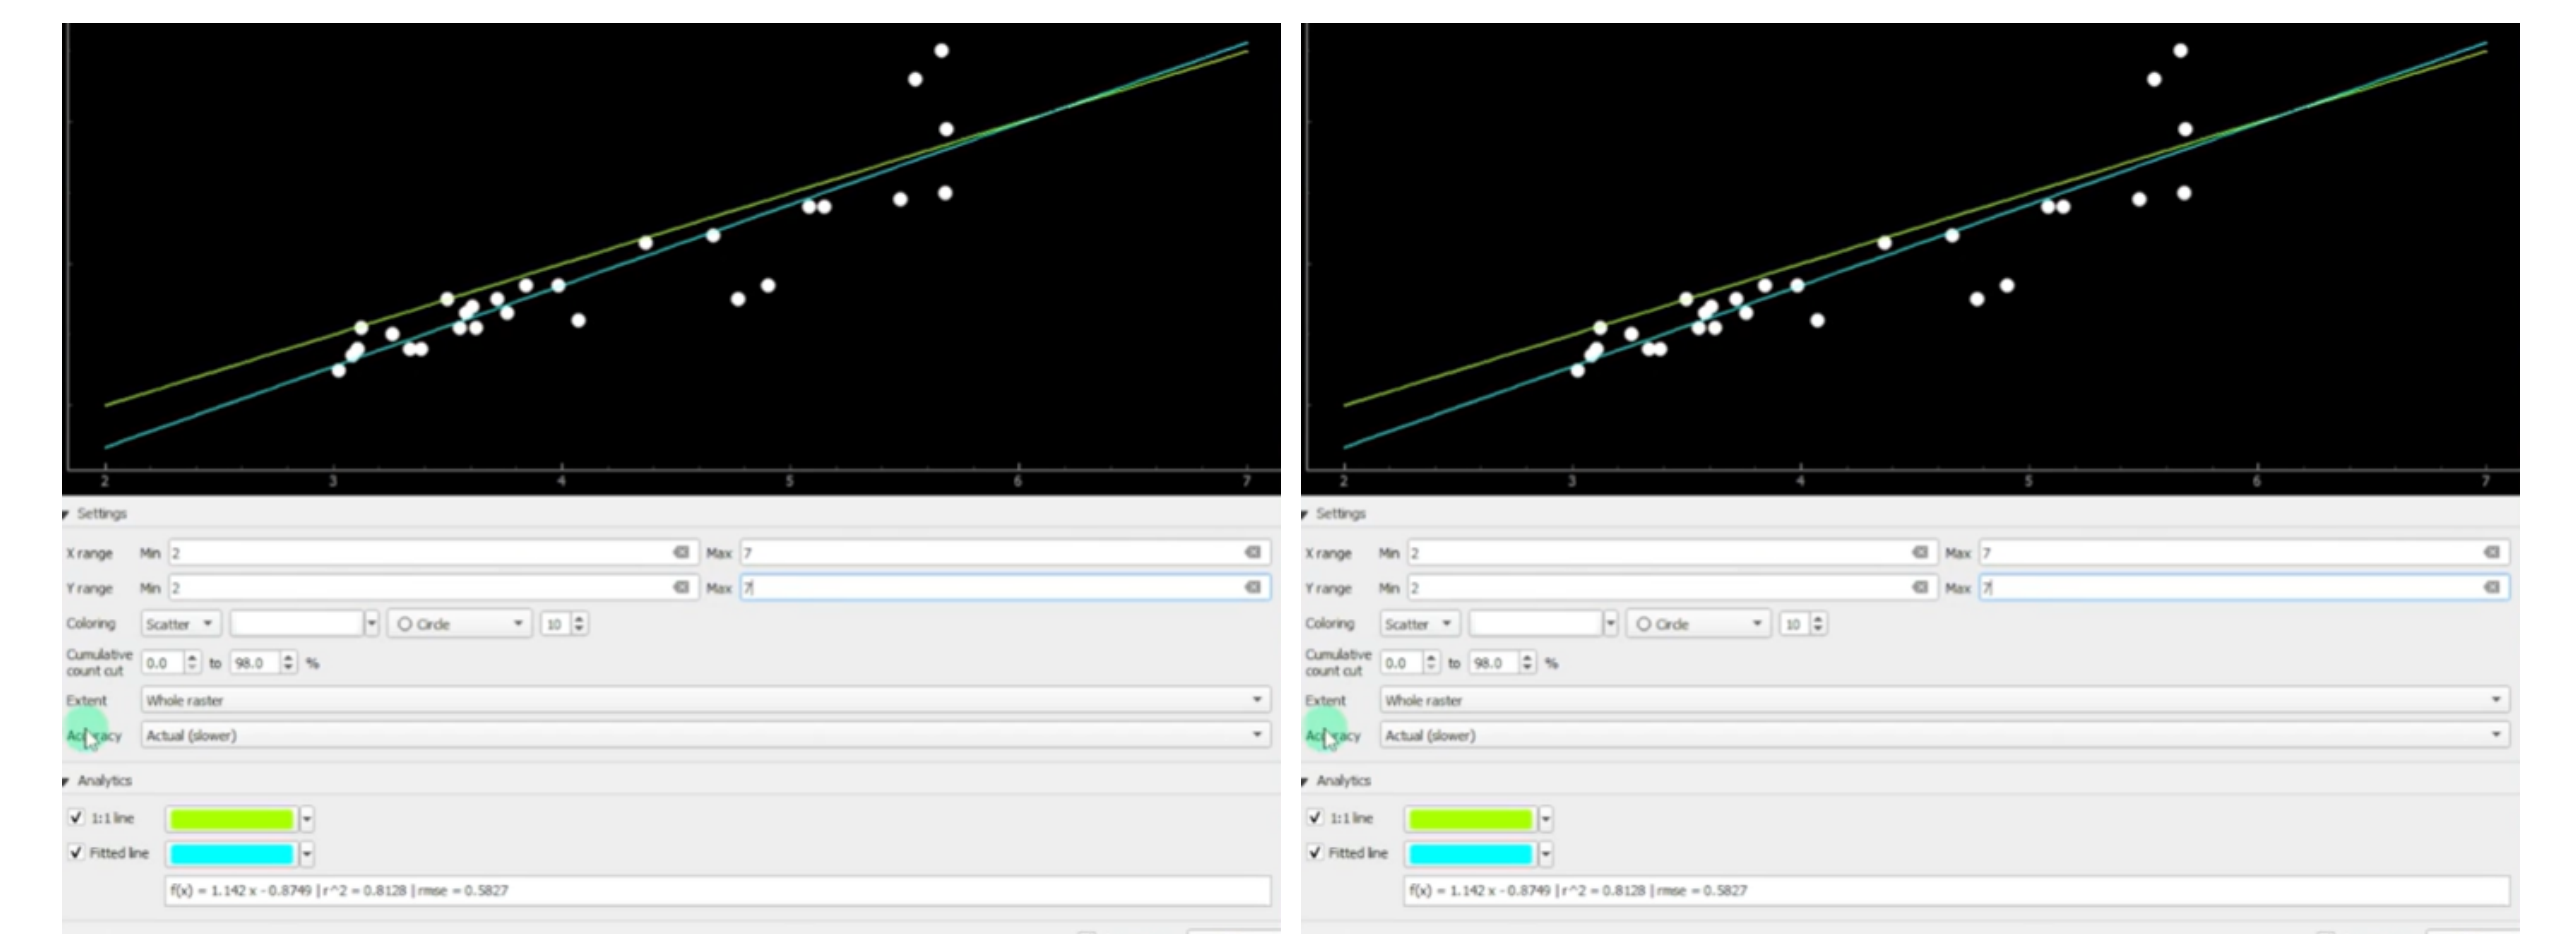 2 3 4 5 6 7
Settings
X range Min 2 Max 7
Y range Min 2 Max 7
Coloring Scatter Circle 10
Cumulative
count cut 0.0 to 98.0 %
Extent Whole raster
Accuracy Actual (slower)
Analytics
1:1 line
Fitted line
f(x) = 1.142 x - 0.8749 | r^2 = 0.8128 | rmse = 0.5827
2 3 4 5 6 7
Settings
X range Min 2 Max 7
Y range Min 2 Max 7
Coloring Scatter Circle 10
Cumulative
count cut 0.0 to 98.0 %
Extent Whole raster
Accuracy Actual (slower)
Analytics
1:1 line
Fitted line
f(x) = 1.142 x - 0.8749 | r^2 = 0.8128 | rmse = 0.5827